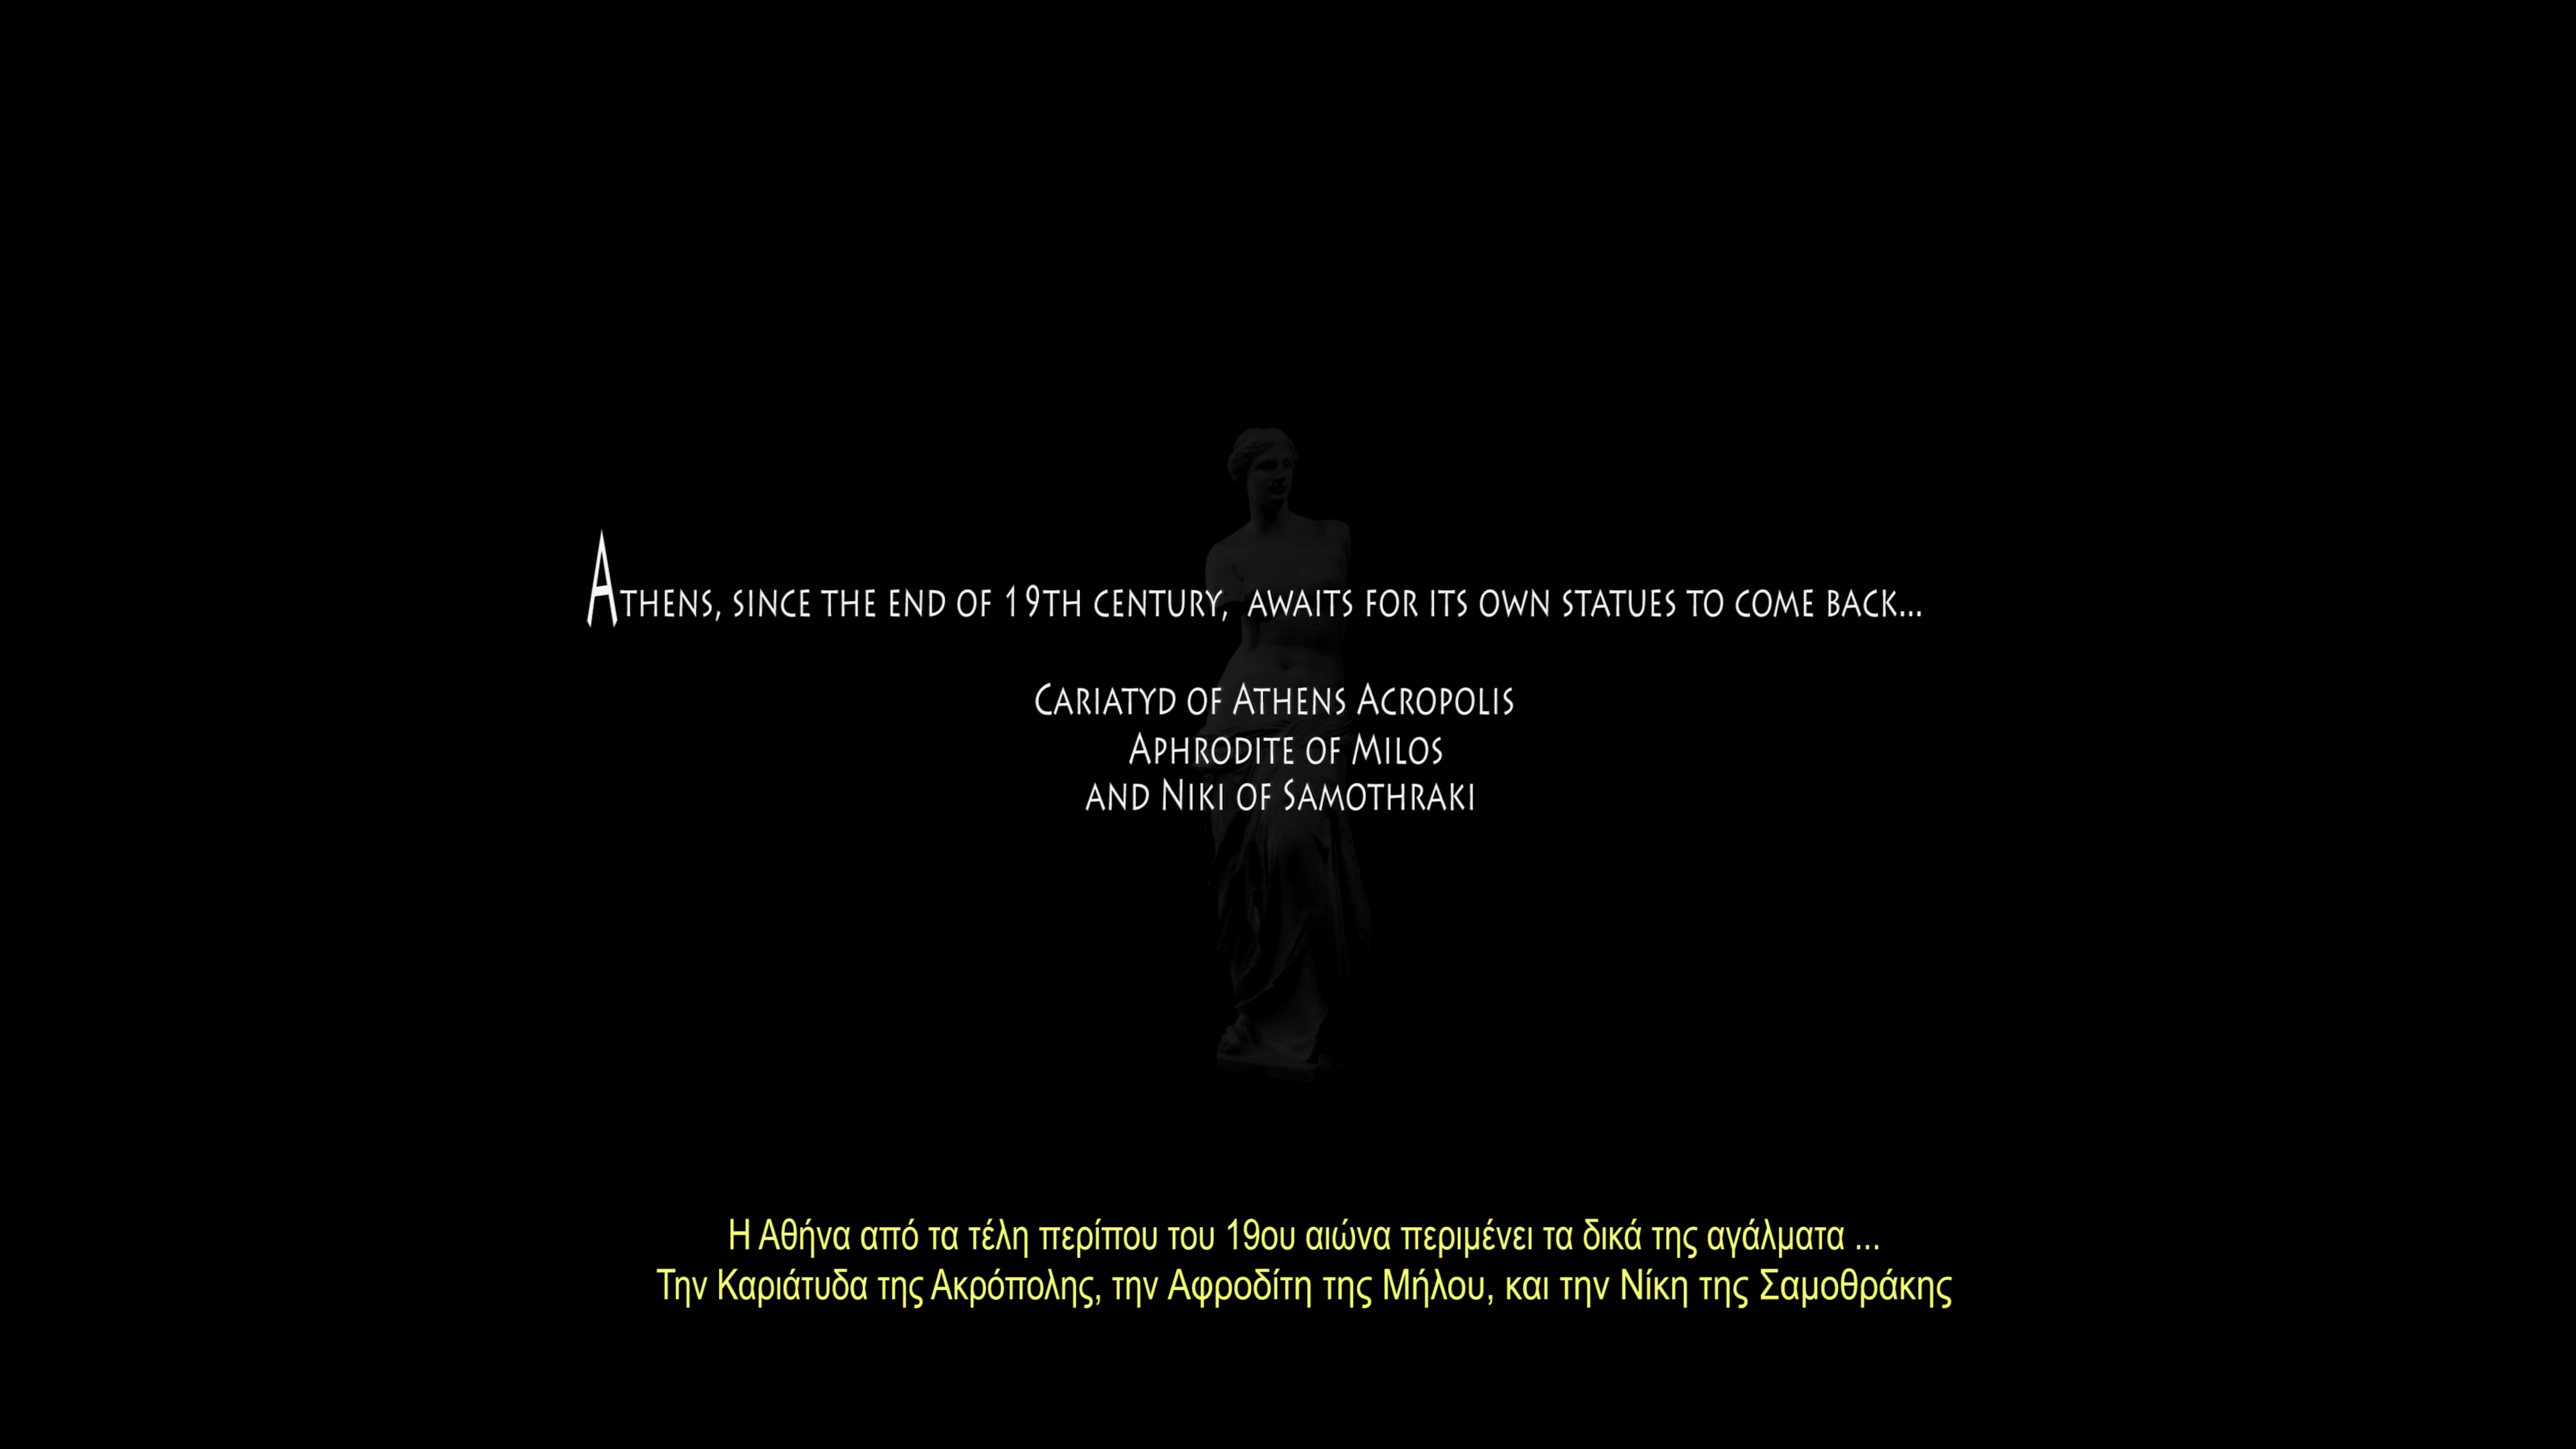 Athens, since the end of 19th century, awaits for its own statues to come back...
Cariatyd of Athens Acropolis
Aphrodite of Milos
and Niki of Samothraki
Η Αθήνα από τα τέλη περίπου του 19ου αιώνα περιμένει τα δικά της αγάλματα ...
Την Καριάτυδα της Ακρόπολης, την Αφροδίτη της Μήλου, και την Νίκη της Σαμοθράκης